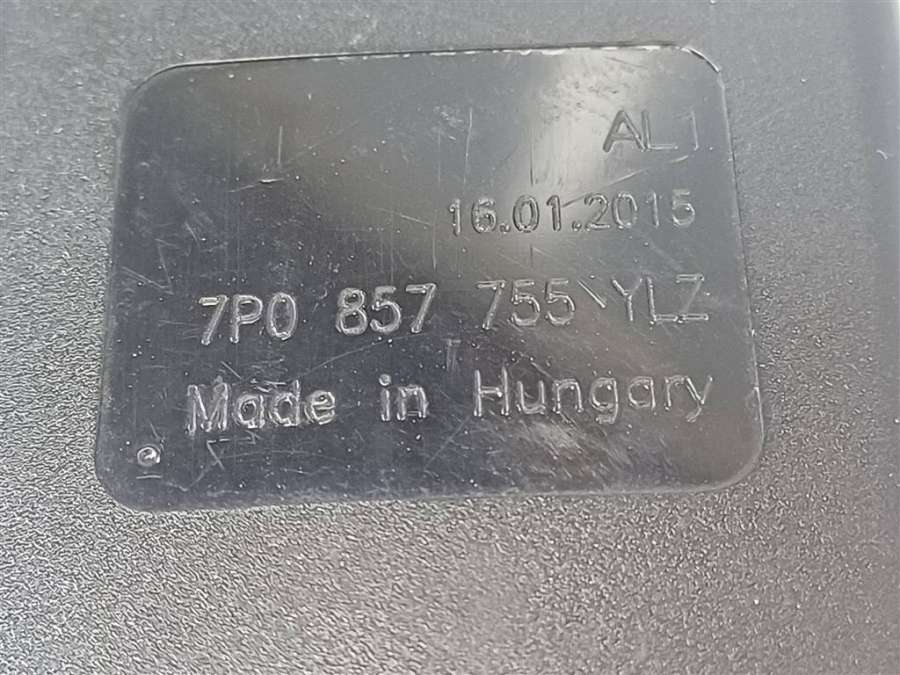 AL1
16.01.2015
7P0 857 755 YLZ
Made in Hungary